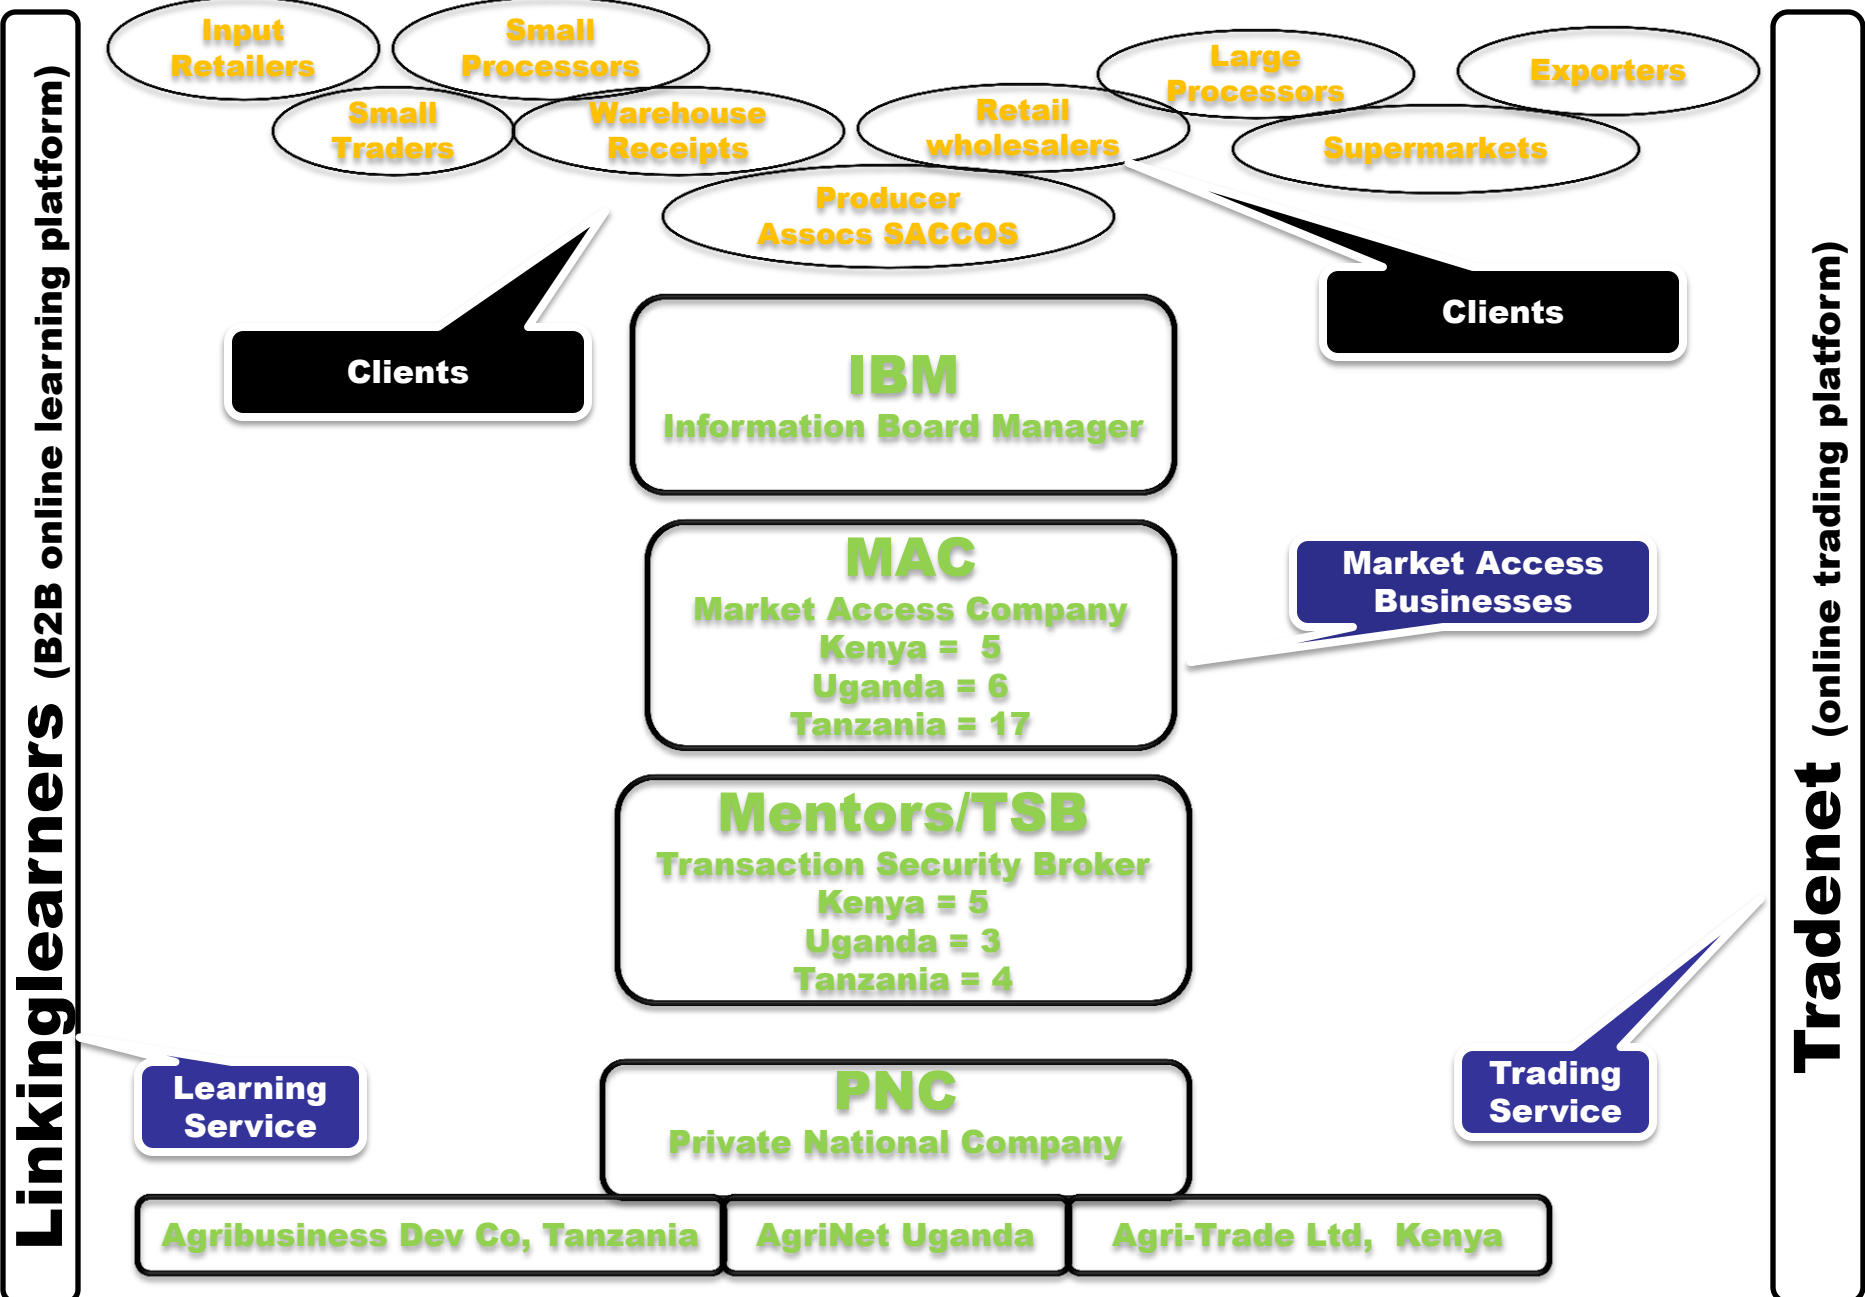 Input
Retailers
Small
Processors
Large
Processors
Exporters
Small
Traders
Warehouse
Receipts
Retail
wholesalers
Supermarkets
Producer
Assocs SACCOS
Clients
Clients
IBM
Information Board Manager
MAC
Market Access Company
Kenya =  5
Uganda = 6
Tanzania = 17
Market Access
Businesses
Mentors/TSB
Transaction Security Broker
Kenya = 5
Uganda = 3
Tanzania = 4
Learning
Service
Trading
Service
PNC
Private National Company
Agribusiness Dev Co, Tanzania
AgriNet Uganda
Agri-Trade Ltd,  Kenya
Linkinglearners (B2B online learning platform)
Tradenet (online trading platform)